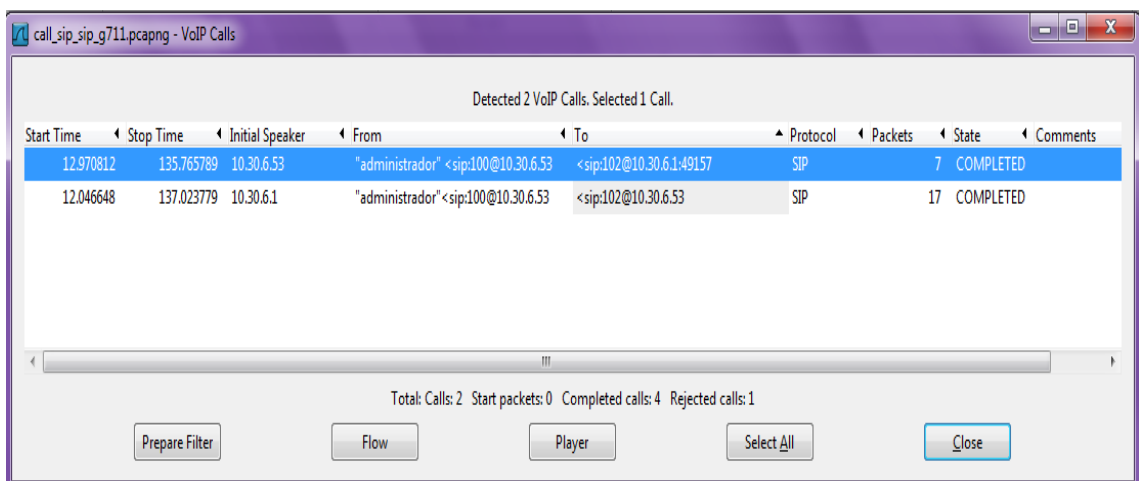 call_sip_sip_g711.pcapng - VoIP Calls
Detected 2 VoIP Calls. Selected 1 Call.
Start Time Stop Time Initial Speaker From To Protocol Packets State Comments
12.970812 135.765789 10.30.6.53 "administrador" <sip:100@10.30.6.53 <sip:102@10.30.6.1:49157 SIP 7 COMPLETED
12.046648 137.023779 10.30.6.1 "administrador"<sip:100@10.30.6.53 <sip:102@10.30.6.53 SIP 17 COMPLETED
Total: Calls: 2 Start packets: 0 Completed calls: 4 Rejected calls: 1
Prepare Filter Flow Player Select All Close